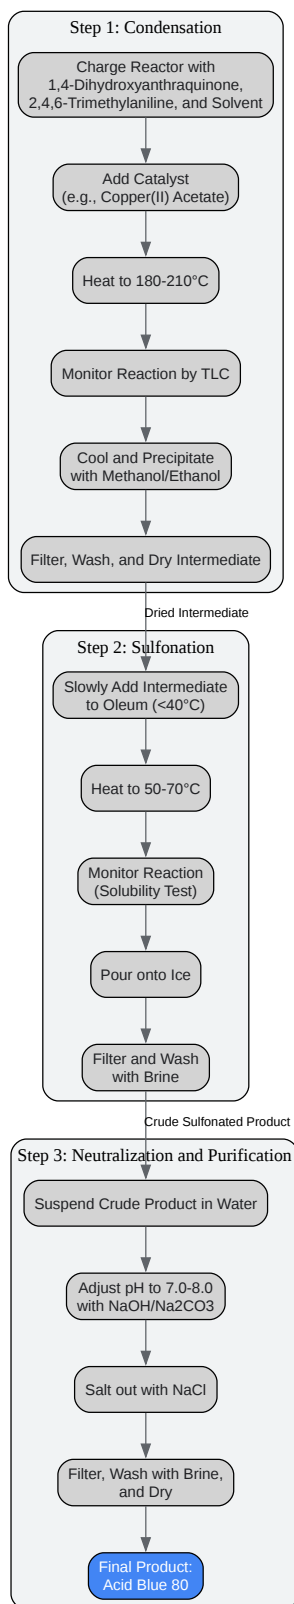 Step 1: Condensation
Charge Reactor with
1,4-Dihydroxyanthraquinone,
2,4,6-Trimethylaniline, and Solvent
Add Catalyst
(e.g., Copper(II) Acetate)
Heat to 180-210°C
Monitor Reaction by TLC
Cool and Precipitate
with Methanol/Ethanol
Filter, Wash, and Dry Intermediate
Dried Intermediate
Step 2: Sulfonation
Slowly Add Intermediate
to Oleum (<40°C)
Heat to 50-70°C
Monitor Reaction
(Solubility Test)
Pour onto Ice
Filter and Wash
with Brine
Crude Sulfonated Product
Step 3: Neutralization and Purification
Suspend Crude Product in Water
Adjust pH to 7.0-8.0
with NaOH/Na2CO3
Salt out with NaCl
Filter, Wash with Brine,
and Dry
Final Product:
Acid Blue 80